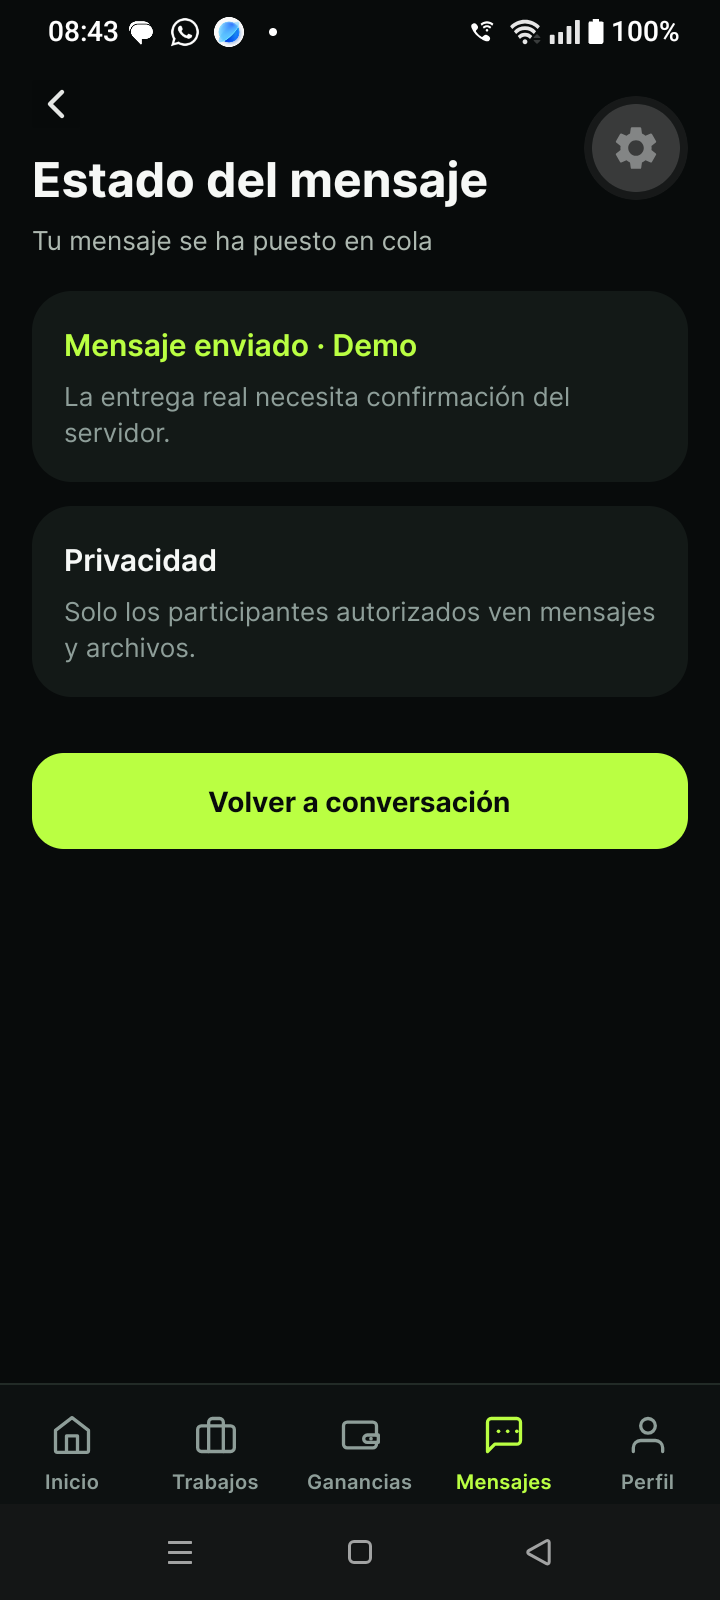 08:43
100%
Estado del mensaje
Tu mensaje se ha puesto en cola
Mensaje enviado · Demo
La entrega real necesita confirmación del
servidor.
Privacidad
Solo los participantes autorizados ven mensajes
y archivos.
Volver a conversación
Inicio
Trabajos
Ganancias
Mensajes
Perfil